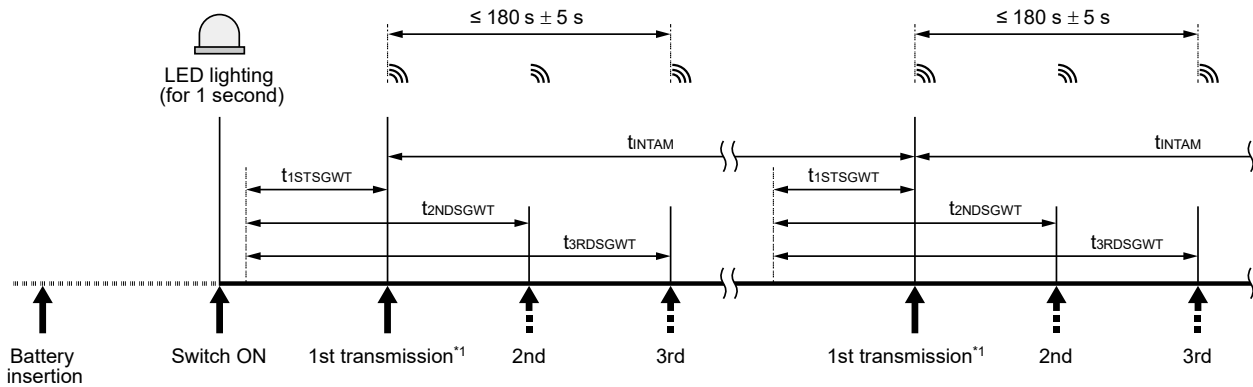 ≤ 180 s ± 5 s
≤ 180 s ± 5 s
LED lighting
(for 1 second)
tINTAM
tINTAM
t1STSGWT
t1STSGWT
t2NDSGWT
t2NDSGWT
t3RDSGWT
t3RDSGWT
Battery
insertion
Switch ON
1st transmission*1
2nd
3rd
1st transmission*1
2nd
3rd